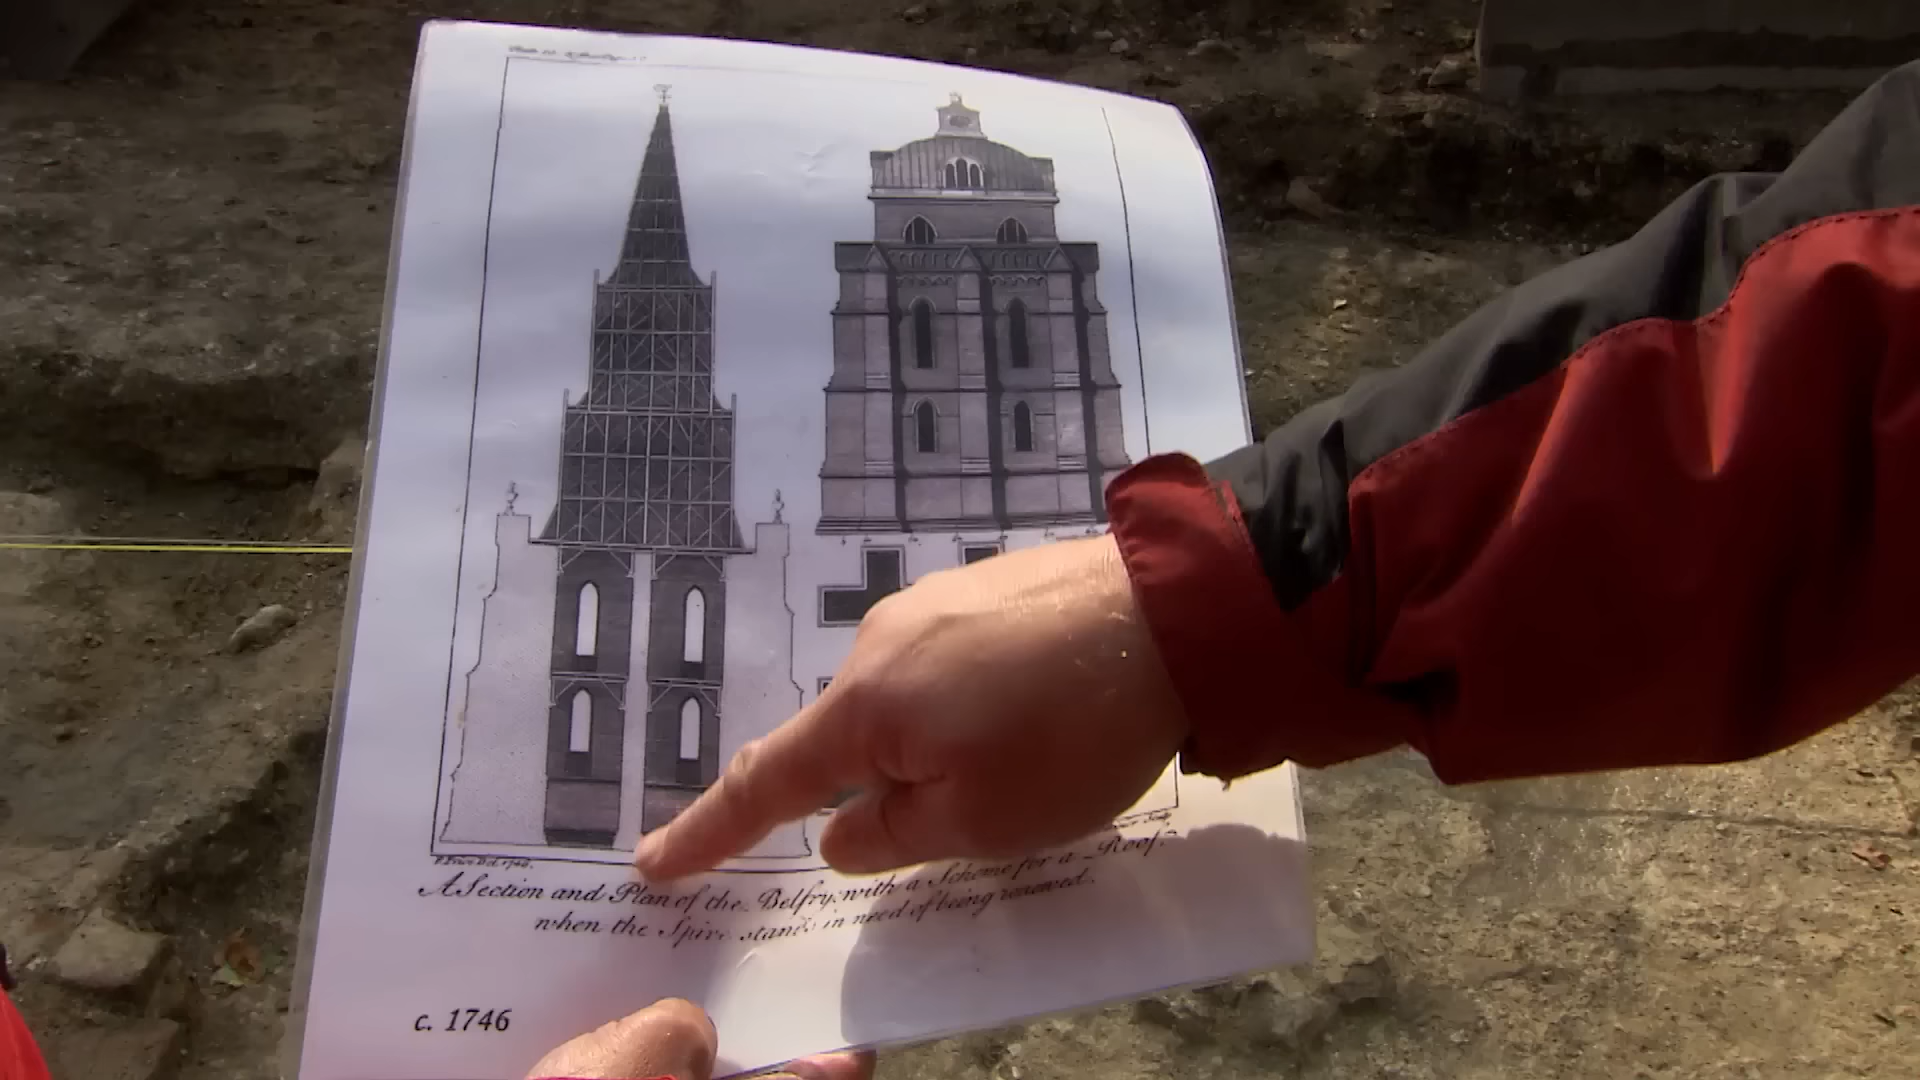 A Section and Plan of the Belfry with a Scheme for a Roof,
when the Spire stands in need of being renewed.
c. 1746